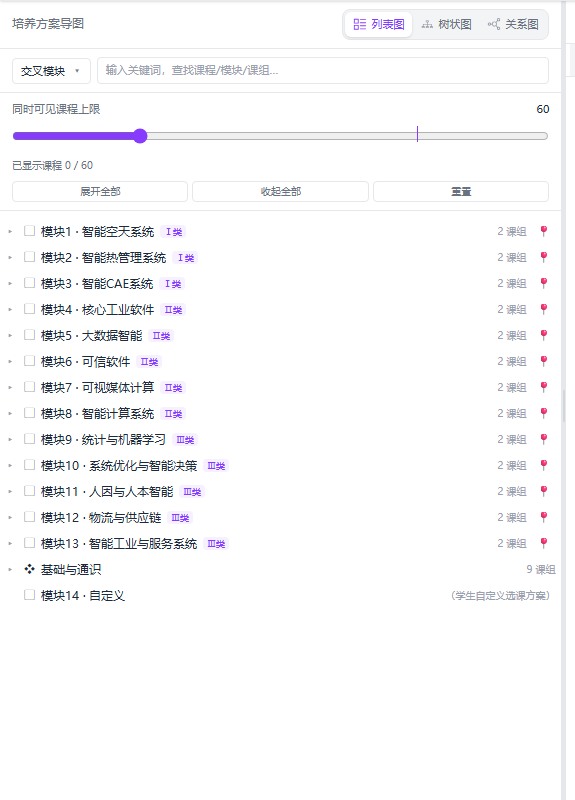 培养方案导图 列表图 树状图 关系图
交叉模块 输入关键词，查找课程/模块/课组...
同时可见课程上限 60
已显示课程 0 / 60
展开全部 收起全部 重置
模块1 · 智能空天系统 I类 2 课组
模块2 · 智能热管理系统 I类 2 课组
模块3 · 智能CAE系统 I类 2 课组
模块4 · 核心工业软件 II类 2 课组
模块5 · 大数据智能 II类 2 课组
模块6 · 可信软件 II类 2 课组
模块7 · 可视媒体计算 II类 2 课组
模块8 · 智能计算系统 II类 2 课组
模块9 · 统计与机器学习 III类 2 课组
模块10 · 系统优化与智能决策 III类 2 课组
模块11 · 人因与人本智能 III类 2 课组
模块12 · 物流与供应链 III类 2 课组
模块13 · 智能工业与服务系统 III类 2 课组
基础与通识 9 课组
模块14 · 自定义 （学生自定义选课方案）